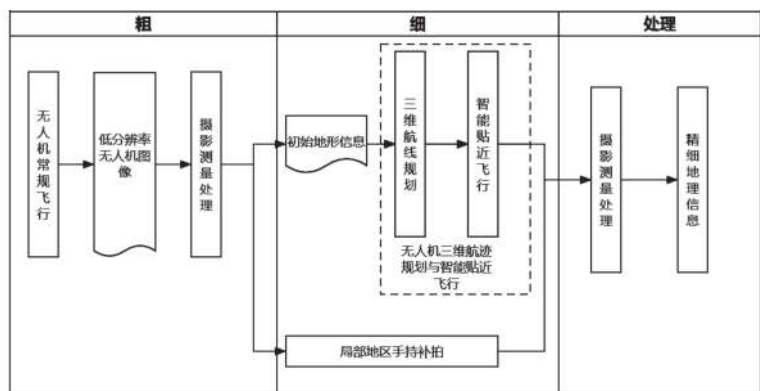 粗
细
处理
无人机常规飞行
低分辨率
无人机图
像
摄影测量处理
初始地形信息
三维航线规划
智能贴近飞行
无人机三维航迹
规划与智能贴近
飞行
局部地区手持补拍
摄影测量处理
精细地理信息